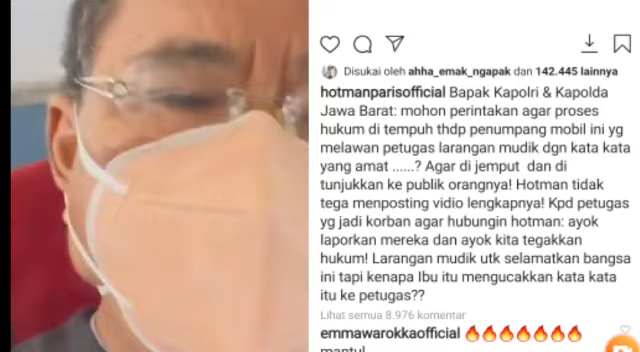 Disukai oleh ahha_emak_ngapak dan 142.445 lainnya
hotmanparisofficial Bapak Kapolri & Kapolda
Jawa Barat: mohon perintakan agar proses
hukum di tempuh thdp penumpang mobil ini yg
melawan petugas larangan mudik dgn kata kata
yang amat ......? Agar di jemput dan di
tunjukkan ke publik orangnya! Hotman tidak
tega menposting vidio lengkapnya! Kpd petugas
yg jadi korban agar hubungin hotman: ayok
laporkan mereka dan ayok kita tegakkan
hukum! Larangan mudik utk selamatkan bangsa
ini tapi kenapa Ibu itu mengucakkan kata kata
itu ke petugas??
Lihat semua 8.976 komentar
emmawarokkaofficial 🔥🔥🔥🔥🔥🔥🔥
mantul